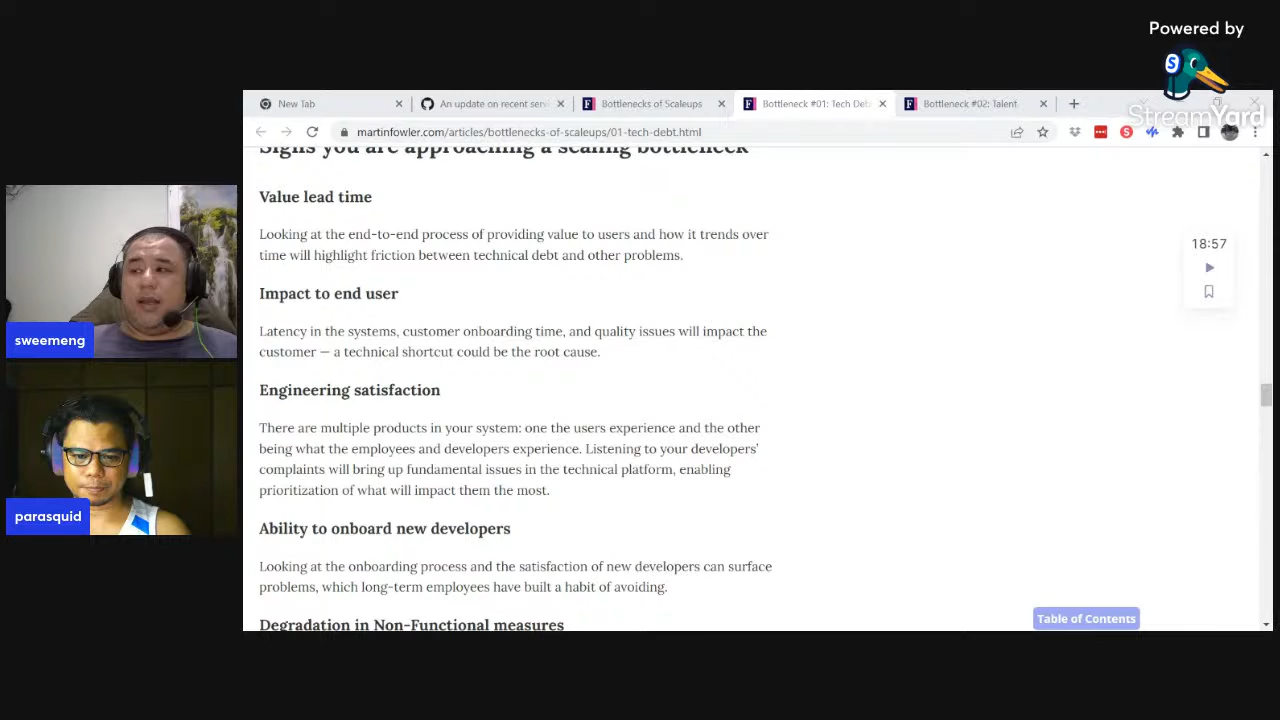 Powered by
S
StreamYard
New Tab
An update on recent serv
Bottlenecks of Scaleups
Bottleneck #01: Tech De
Bottleneck #02: Talent
martinfowler.com/articles/bottlenecks-of-scaleups/01-tech-debt.html
Signs you are approaching a scaling bottleneck
Value lead time
Looking at the end-to-end process of providing value to users and how it trends over
time will highlight friction between technical debt and other problems.
18:57
Impact to end user
Latency in the systems, customer onboarding time, and quality issues will impact the
customer — a technical shortcut could be the root cause.
sweemeng
Engineering satisfaction
There are multiple products in your system: one the users experience and the other
being what the employees and developers experience. Listening to your developers'
complaints will bring up fundamental issues in the technical platform, enabling
prioritization of what will impact them the most.
parasquid
Ability to onboard new developers
Looking at the onboarding process and the satisfaction of new developers can surface
problems, which long-term employees have built a habit of avoiding.
Degradation in Non-Functional measures
Table of Contents